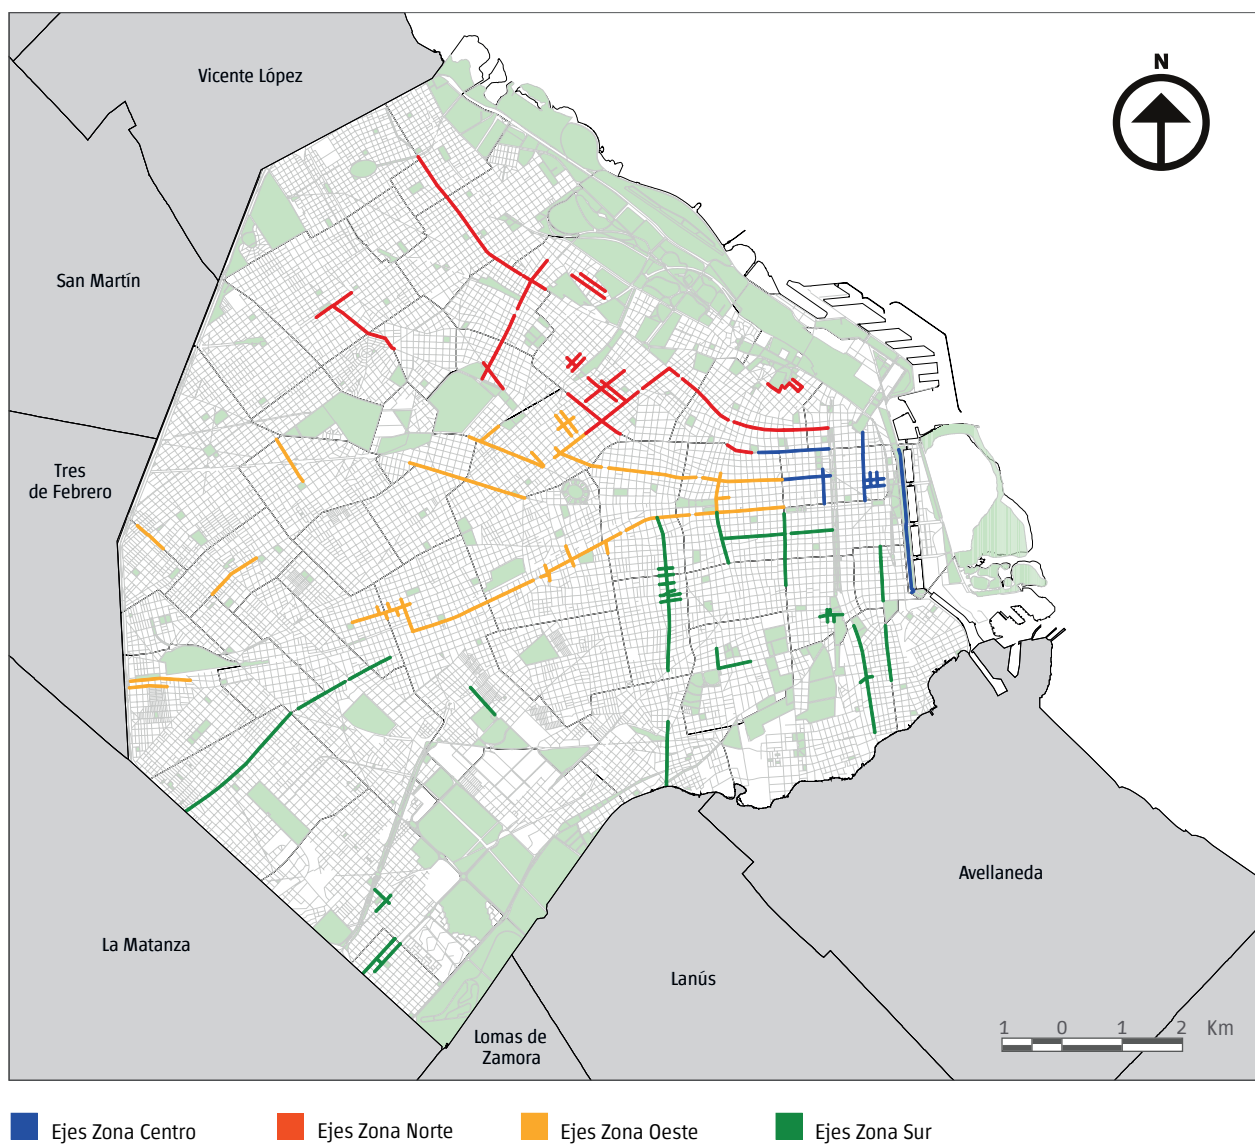 N
Vicente López
San Martín
Tres
de Febrero
Avellaneda
La Matanza
Lanús
Lomas de
Zamora
1 0 1 2 Km
Ejes Zona Centro
Ejes Zona Norte
Ejes Zona Oeste
Ejes Zona Sur